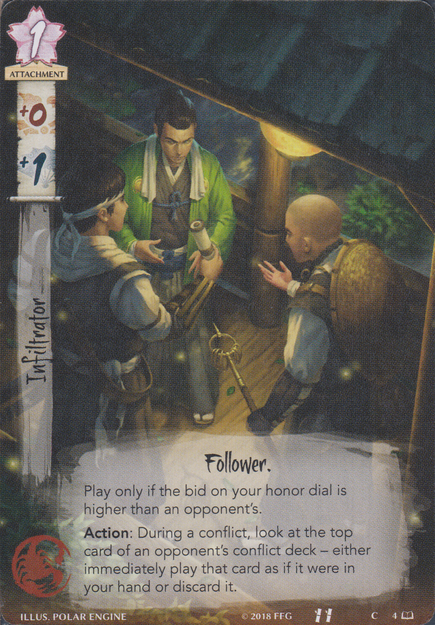 1
ATTACHMENT
+0
+1
Infiltrator
Follower.
Play only if the bid on your honor dial is
higher than an opponent's.
Action: During a conflict, look at the top
card of an opponent's conflict deck – either
immediately play that card as if it were in
your hand or discard it.
ILLUS. POLAR ENGINE © 2018 FFG C 4